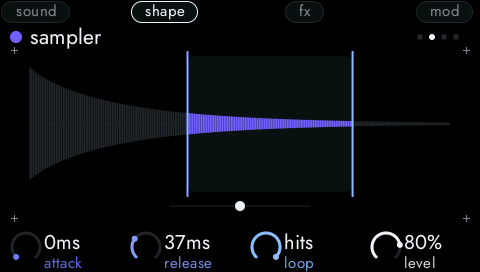 sound shape fx mod
sampler
0ms 37ms hits 80%
attack release loop level